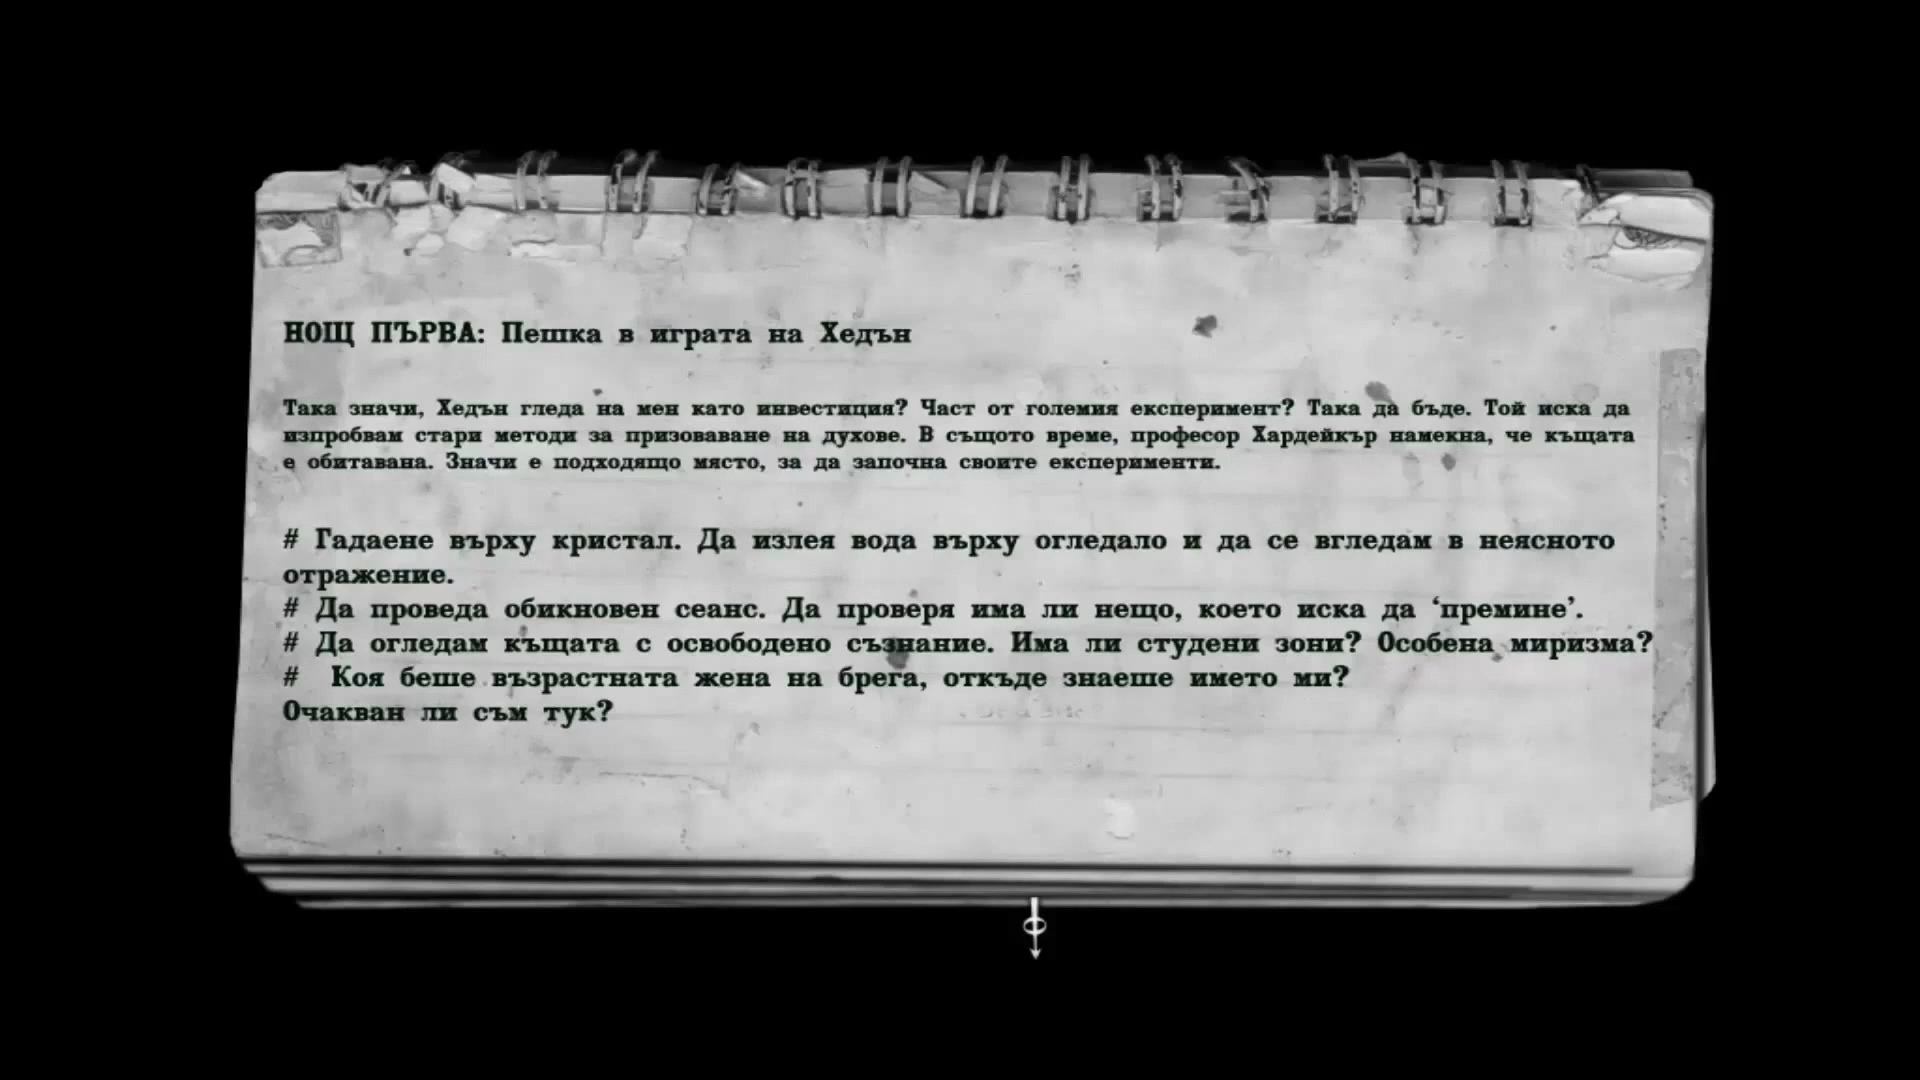 НОЩ ПЪРВА: Пешка в играта на Хедън
Така значи, Хедън гледа на мен като инвестиция? Част от големия експеримент? Така да бъде. Той иска да
изпробвам стари методи за призоваване на духове. В същото време, професор Хардейкър намекна, че къщата
е обитавана. Значи е подходящо място, за да започна своите експерименти.
# Гадаене върху кристал. Да излея вода върху огледало и да се вгледам в неясното
отражение.
# Да проведа обикновен сеанс. Да проверя има ли нещо, което иска да ‘премине’.
# Да огледам къщата с освободено съзнание. Има ли студени зони? Особена миризма?
# Коя беше възрастната жена на брега, откъде знаеше името ми?
Очакван ли съм тук?